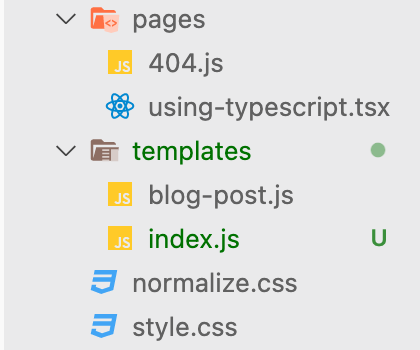 pages
JS 404.js
using-typescript.tsx
templates
JS blog-post.js
JS index.js U
normalize.css
style.css